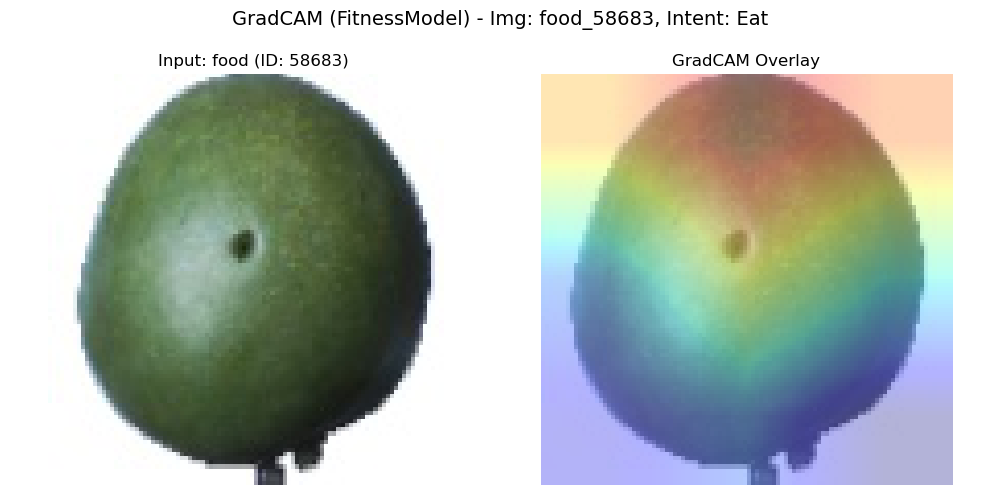 GradCAM (FitnessModel) - Img: food_58683, Intent: Eat
Input: food (ID: 58683)
GradCAM Overlay